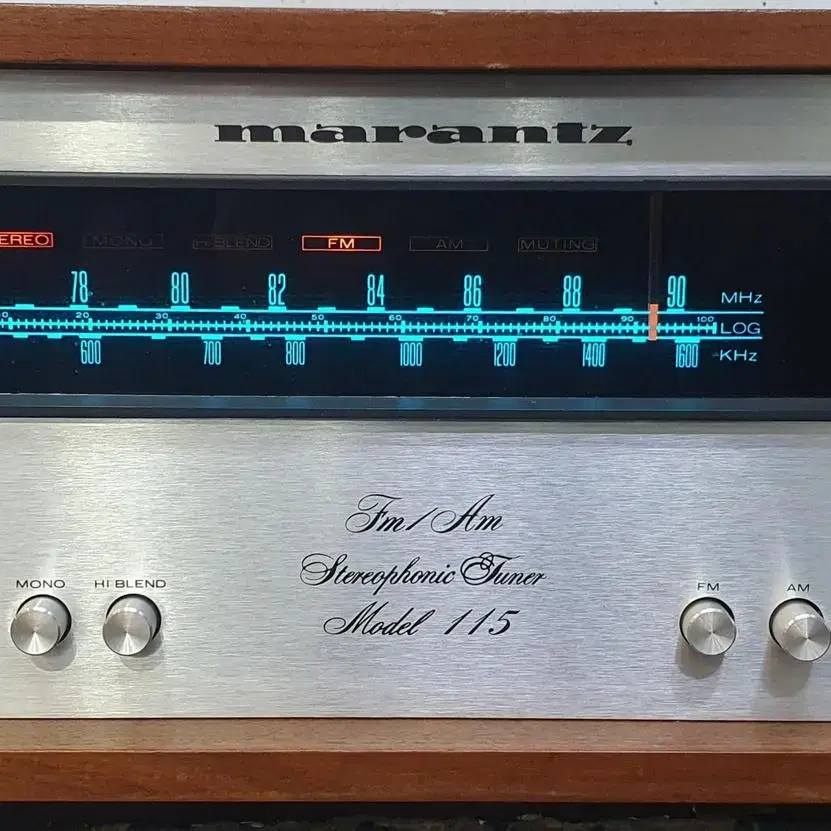 marantz
EREO MONO HI BLEND FM AM MUTING
78 80 82 84 86 88 90 MHz
0 20 30 40 50 60 70 80 90 100 LOG
600 700 800 1000 1200 1400 1600 KHz
Fm/Am
Stereophonic Tuner
MONO HI BLEND FM AM
Model 115